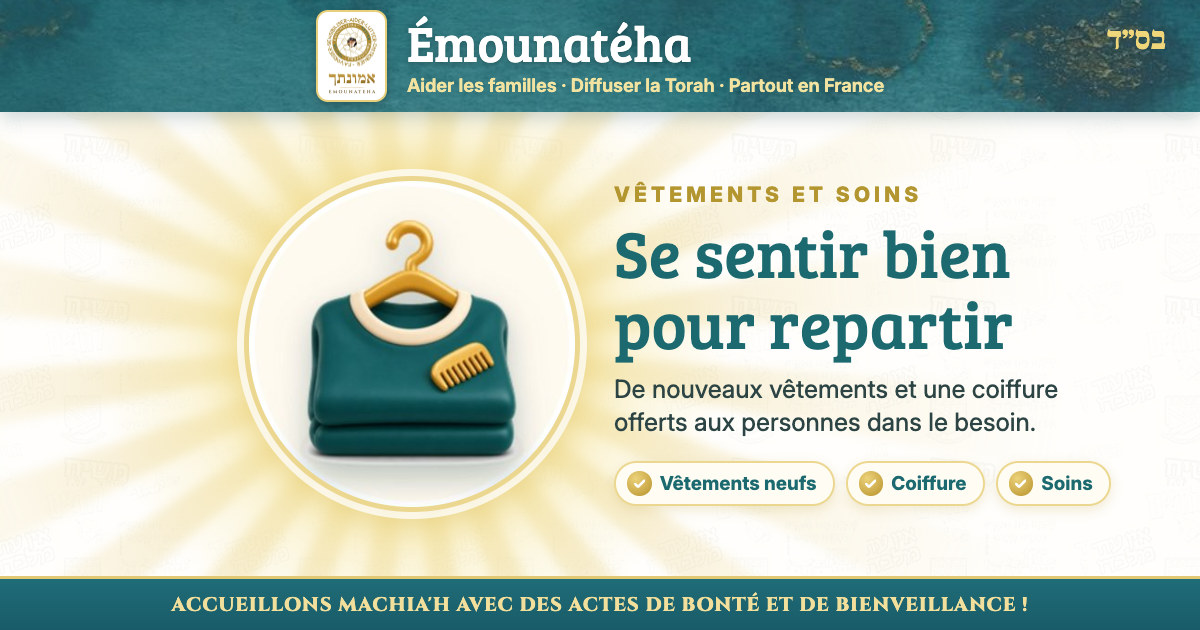 בס״ד
אמונתך
EMOUNATEHA
Émounatéha
Aider les familles · Diffuser la Torah · Partout en France
VÊTEMENTS ET SOINS
Se sentir bien
pour repartir
De nouveaux vêtements et une coiffure
offerts aux personnes dans le besoin.
Vêtements neufs
Coiffure
Soins
ACCUEILLONS MACHIA'H AVEC DES ACTES DE BONTÉ ET DE BIENVEILLANCE !